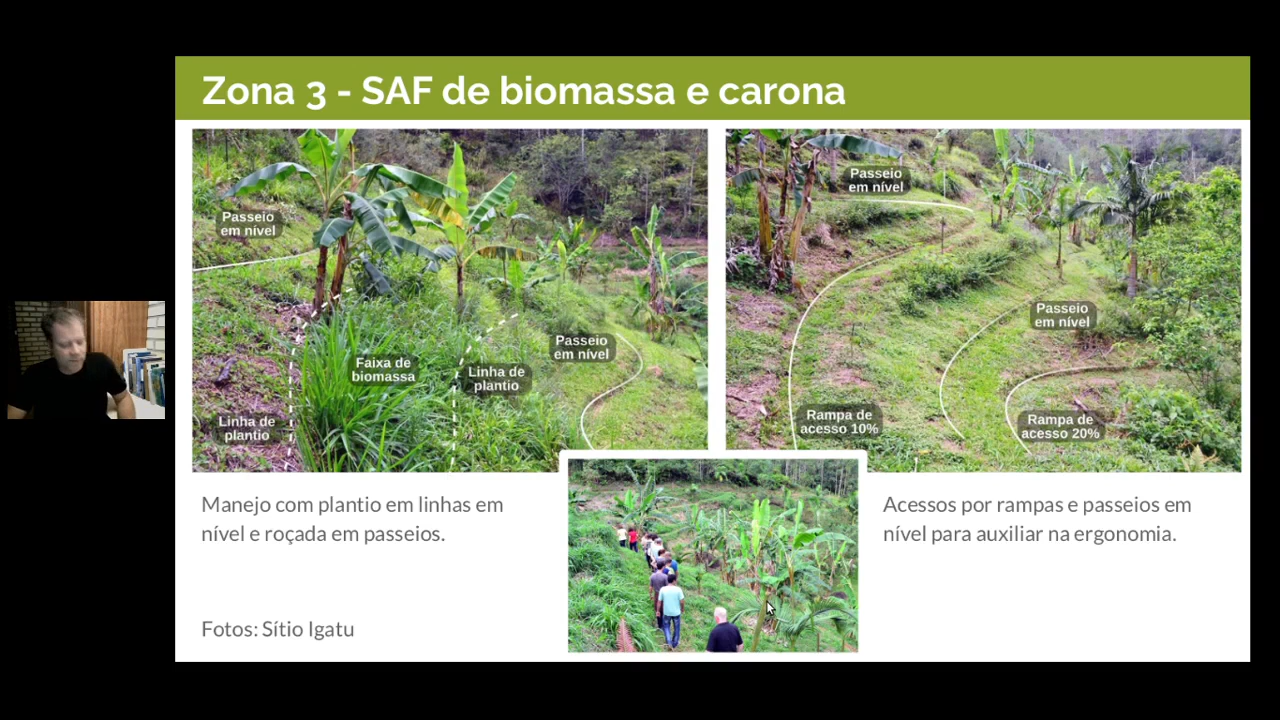 Zona 3 - SAF de biomassa e carona
Passeio
em nível
Faixa de
biomassa
Linha de
plantio
Passeio
em nível
Linha de
plantio
Passeio
em nível
Passeio
em nível
Rampa de
acesso 10%
Rampa de
acesso 20%
Manejo com plantio em linhas em
nível e roçada em passeios.
Acessos por rampas e passeios em
nível para auxiliar na ergonomia.
Fotos: Sítio Igatu